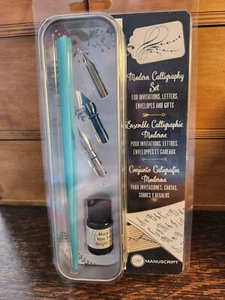 Modern Calligraphy
Set
FOR INVITATIONS, LETTERS,
ENVELOPES AND GIFTS
Ensemble Calligraphie
Moderne
POUR INVITATIONS, LETTRES,
ENVELOPPES ET CADEAUX
Conjunto Caligrafía
Moderna
PARA INVITACIONES, CARTAS,
SOBRES Y REGALOS
MANUSCRIPT